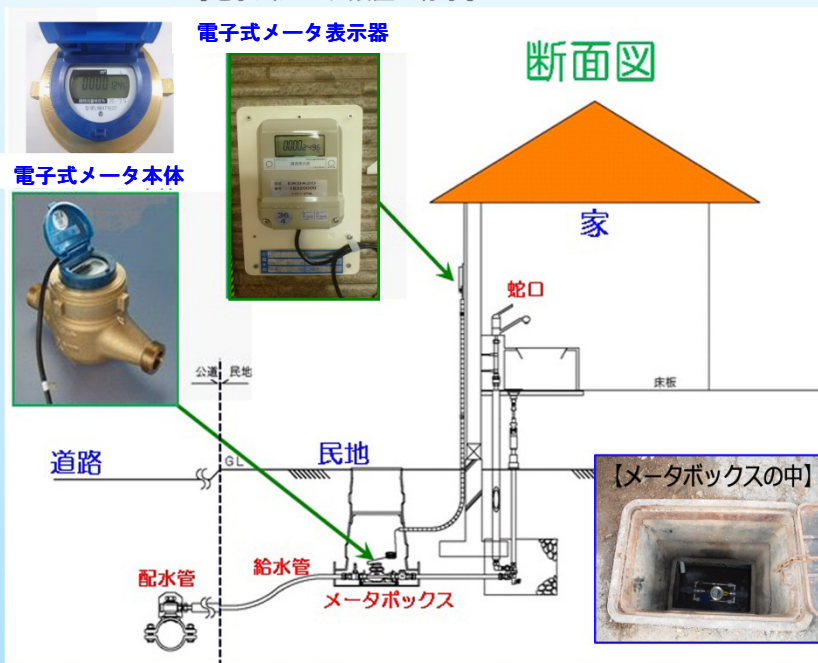 電子式メータ表示器
断面図
電子式メータ本体
家
蛇口
公道
民地
床板
道路
GL
民地
【メータボックスの中】
配水管
給水管
メータボックス